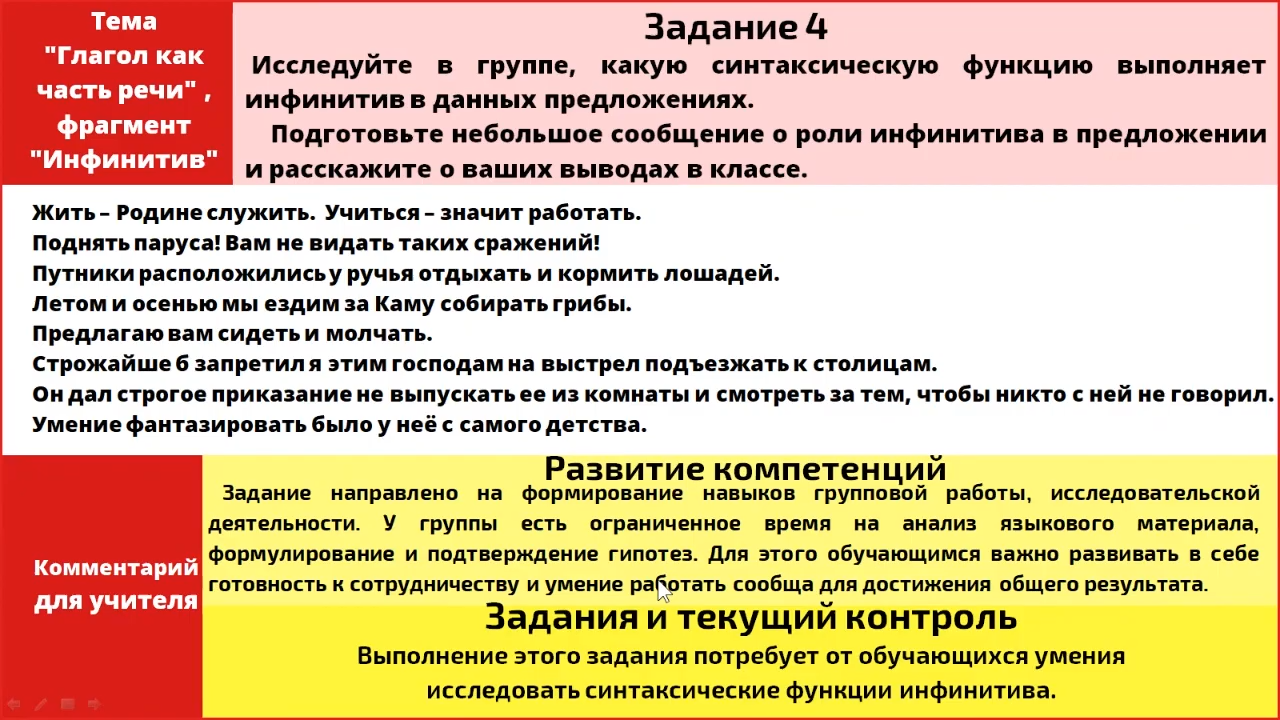 Тема
"Глагол как
часть речи" ,
фрагмент
"Инфинитив"
Задание 4
Исследуйте в группе, какую синтаксическую функцию выполняет
инфинитив в данных предложениях.
Подготовьте небольшое сообщение о роли инфинитива в предложении
и расскажите о ваших выводах в классе.
Жить – Родине служить. Учиться – значит работать.
Поднять паруса! Вам не видать таких сражений!
Путники расположились у ручья отдыхать и кормить лошадей.
Летом и осенью мы ездим за Каму собирать грибы.
Предлагаю вам сидеть и молчать.
Строжайше б запретил я этим господам на выстрел подъезжать к столицам.
Он дал строгое приказание не выпускать ее из комнаты и смотреть за тем, чтобы никто с ней не говорил.
Умение фантазировать было у неё с самого детства.
Комментарий
для учителя
Развитие компетенций
Задание направлено на формирование навыков групповой работы, исследовательской
деятельности. У группы есть ограниченное время на анализ языкового материала,
формулирование и подтверждение гипотез. Для этого обучающимся важно развивать в себе
готовность к сотрудничеству и умение работать сообща для достижения общего результата.
Задания и текущий контроль
Выполнение этого задания потребует от обучающихся умения
исследовать синтаксические функции инфинитива.